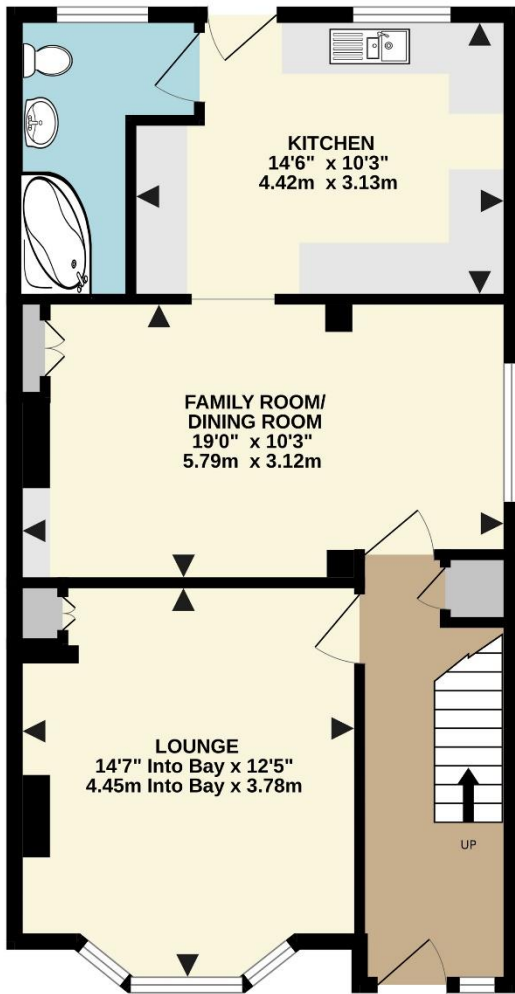 KITCHEN
14'6" x 10'3"
4.42m x 3.13m
FAMILY ROOM/
DINING ROOM
19'0" x 10'3"
5.79m x 3.12m
LOUNGE
14'7" Into Bay x 12'5"
4.45m Into Bay x 3.78m
UP